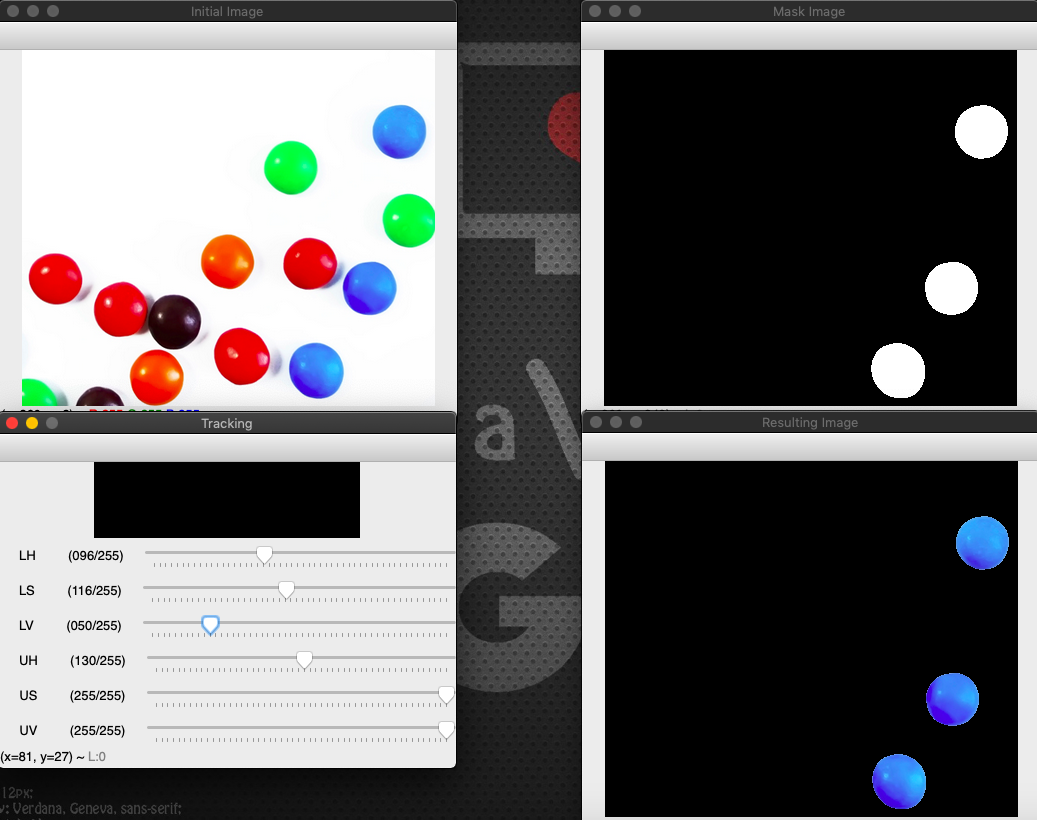 Initial Image
Mask Image
Tracking
Resulting Image
LH (096/255)
LS (116/255)
LV (050/255)
UH (130/255)
US (255/255)
UV (255/255)
(x=81, y=27) ~ L:0
a
G
12px;
Verdana, Geneva, sans-serif;